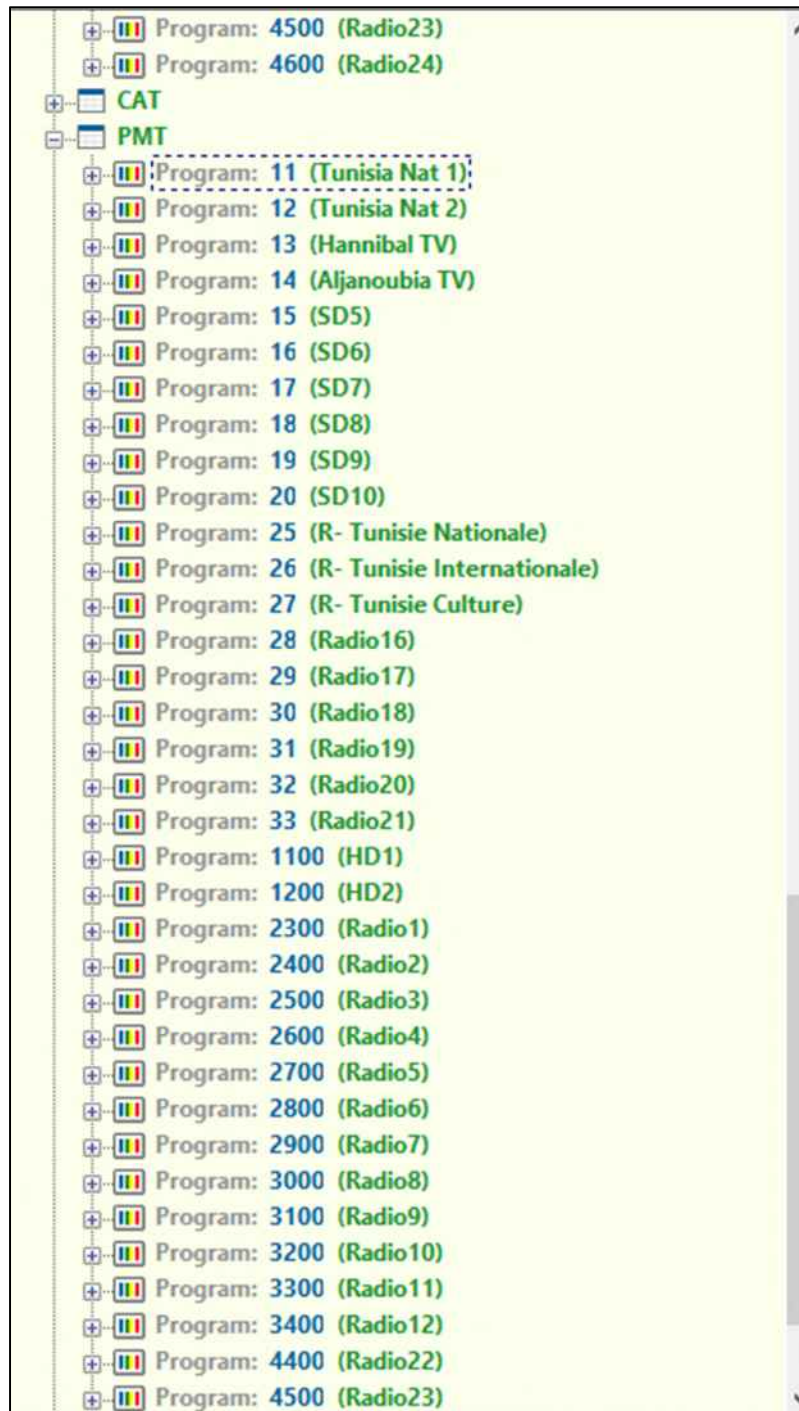 Program: 4500 (Radio23)
Program: 4600 (Radio24)
CAT
PMT
Program: 11 (Tunisia Nat 1)
Program: 12 (Tunisia Nat 2)
Program: 13 (Hannibal TV)
Program: 14 (Aljanoubia TV)
Program: 15 (SD5)
Program: 16 (SD6)
Program: 17 (SD7)
Program: 18 (SD8)
Program: 19 (SD9)
Program: 20 (SD10)
Program: 25 (R- Tunisie Nationale)
Program: 26 (R- Tunisie Internationale)
Program: 27 (R- Tunisie Culture)
Program: 28 (Radio16)
Program: 29 (Radio17)
Program: 30 (Radio18)
Program: 31 (Radio19)
Program: 32 (Radio20)
Program: 33 (Radio21)
Program: 1100 (HD1)
Program: 1200 (HD2)
Program: 2300 (Radio1)
Program: 2400 (Radio2)
Program: 2500 (Radio3)
Program: 2600 (Radio4)
Program: 2700 (Radio5)
Program: 2800 (Radio6)
Program: 2900 (Radio7)
Program: 3000 (Radio8)
Program: 3100 (Radio9)
Program: 3200 (Radio10)
Program: 3300 (Radio11)
Program: 3400 (Radio12)
Program: 4400 (Radio22)
Program: 4500 (Radio23)